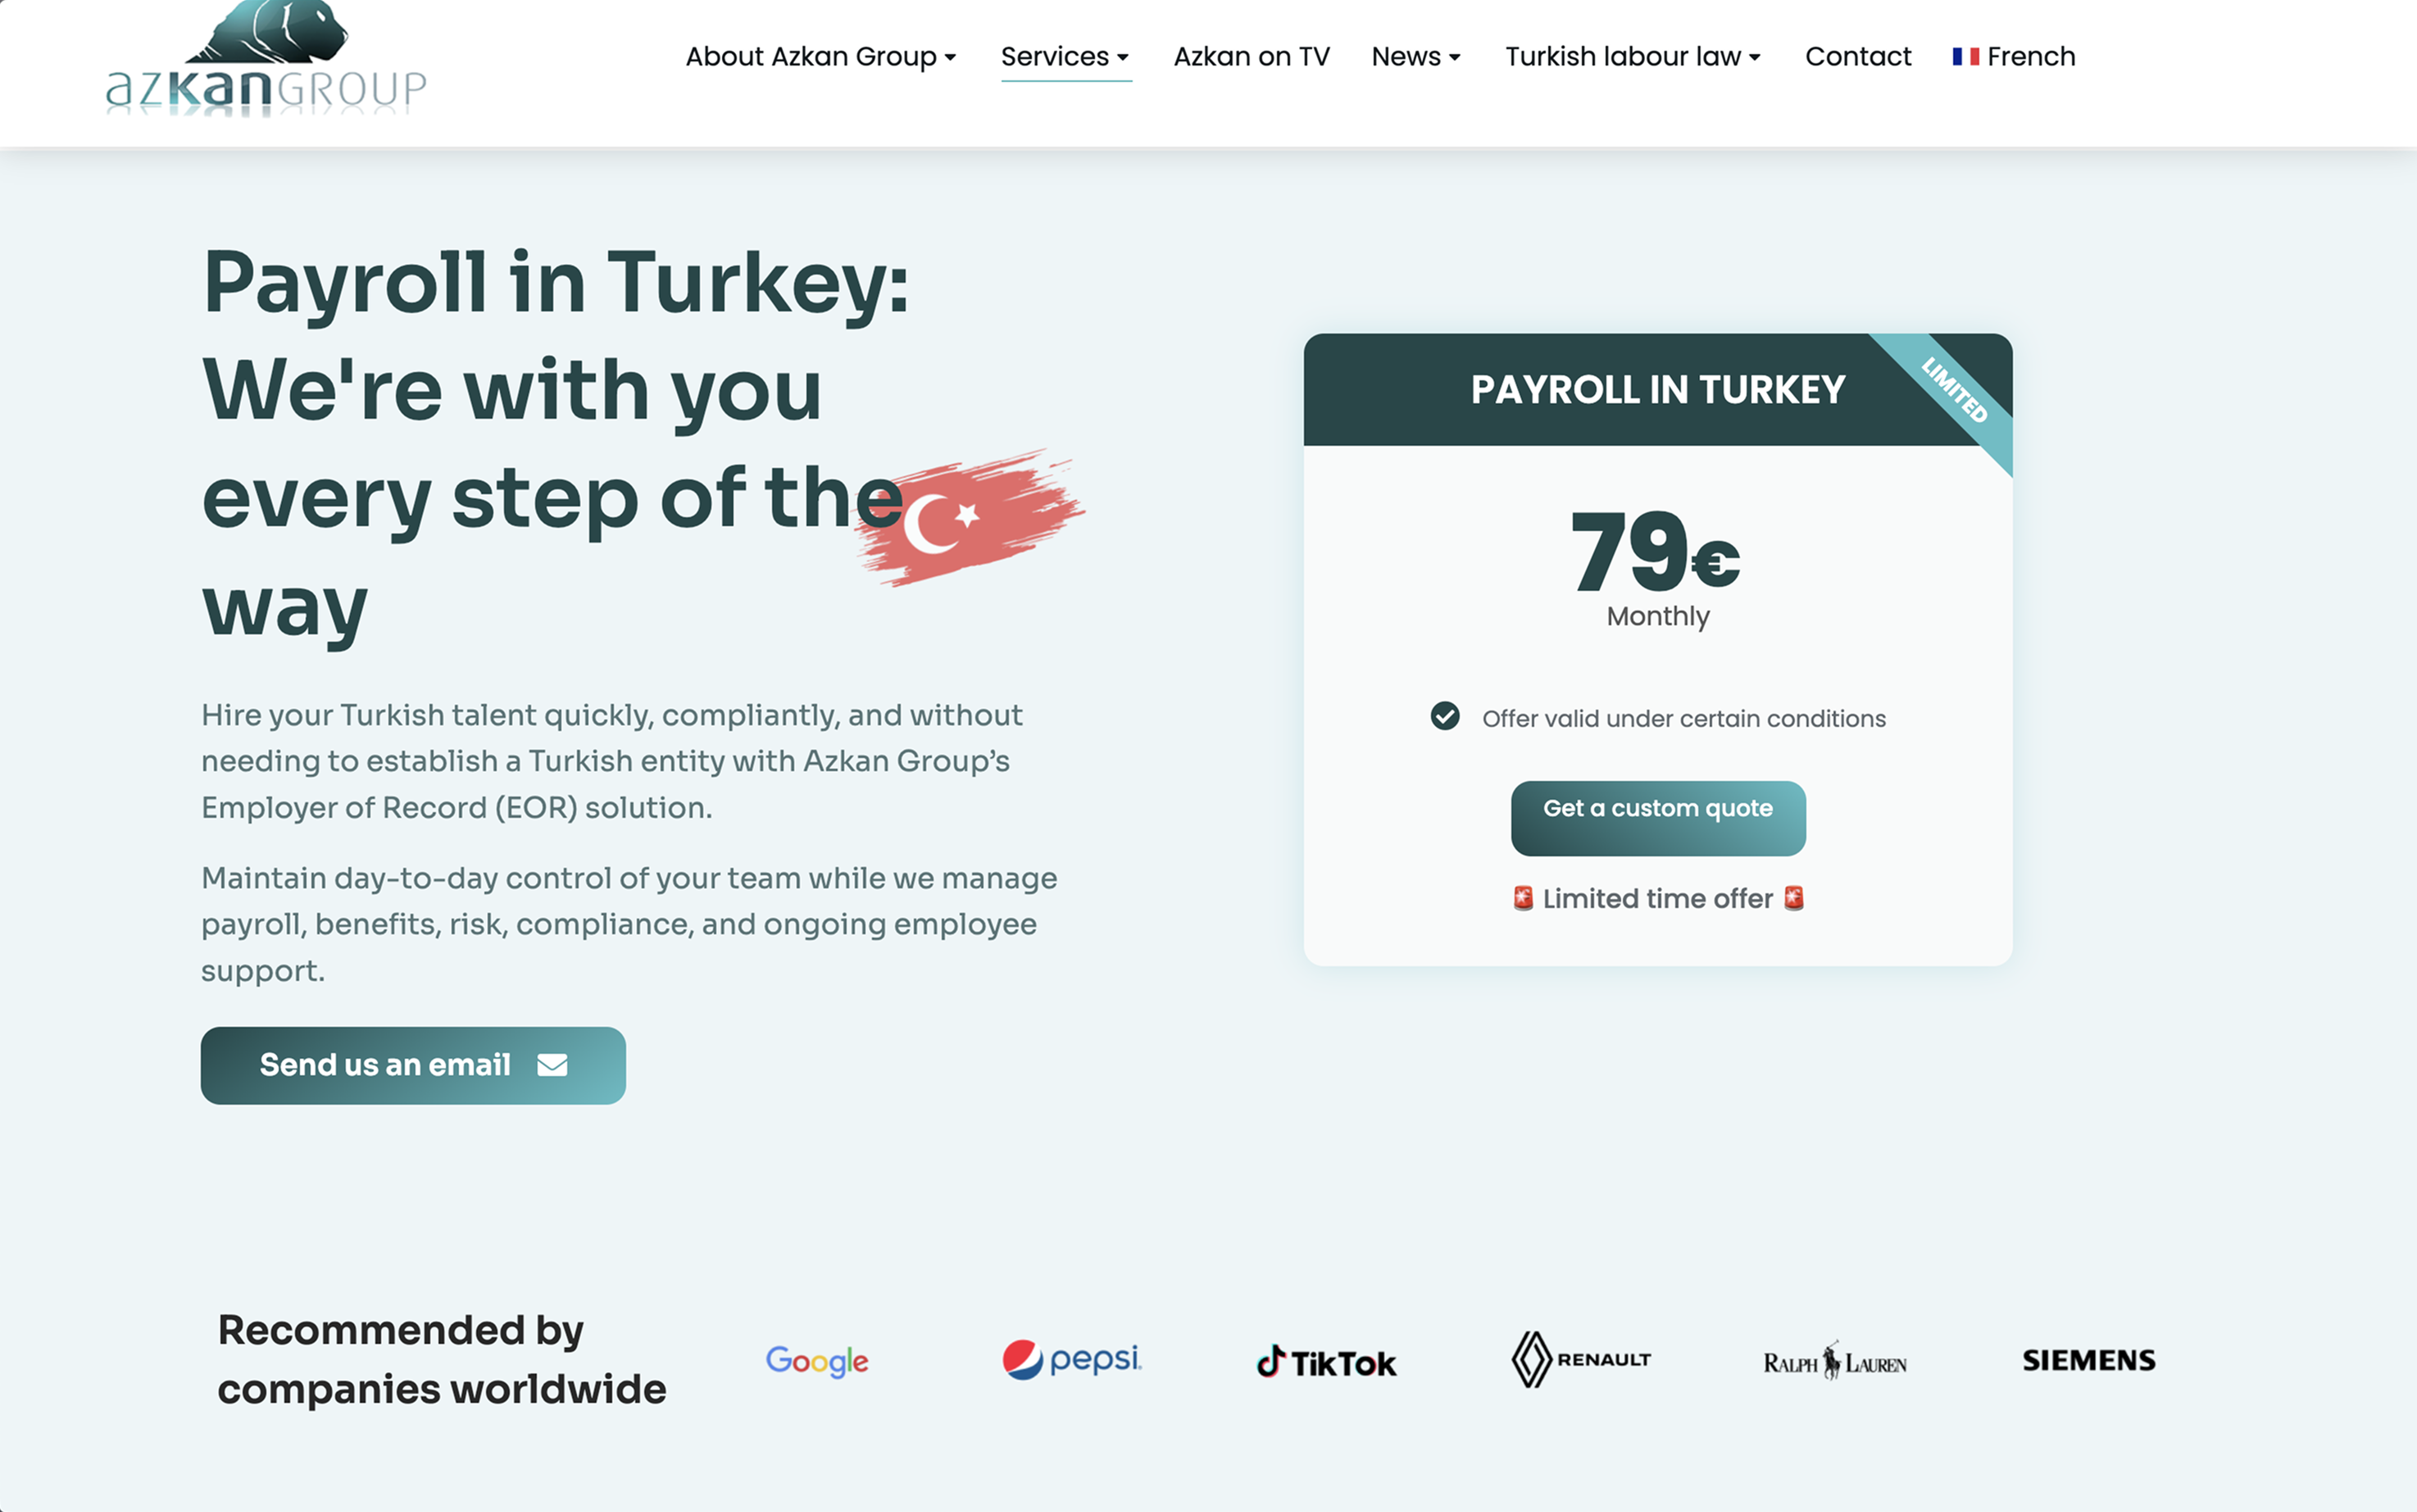 azkanGROUP
About Azkan Group
Services
Azkan on TV
News
Turkish labour law
Contact
French
Payroll in Turkey:
We're with you
every step of the
way
Hire your Turkish talent quickly, compliantly, and without
needing to establish a Turkish entity with Azkan Group’s
Employer of Record (EOR) solution.
Maintain day-to-day control of your team while we manage
payroll, benefits, risk, compliance, and ongoing employee
support.
Send us an email
PAYROLL IN TURKEY
LIMITED
79€
Monthly
Offer valid under certain conditions
Get a custom quote
🚨 Limited time offer 🚨
Recommended by
companies worldwide
Google
pepsi
TikTok
RENAULT
RALPH LAUREN
SIEMENS